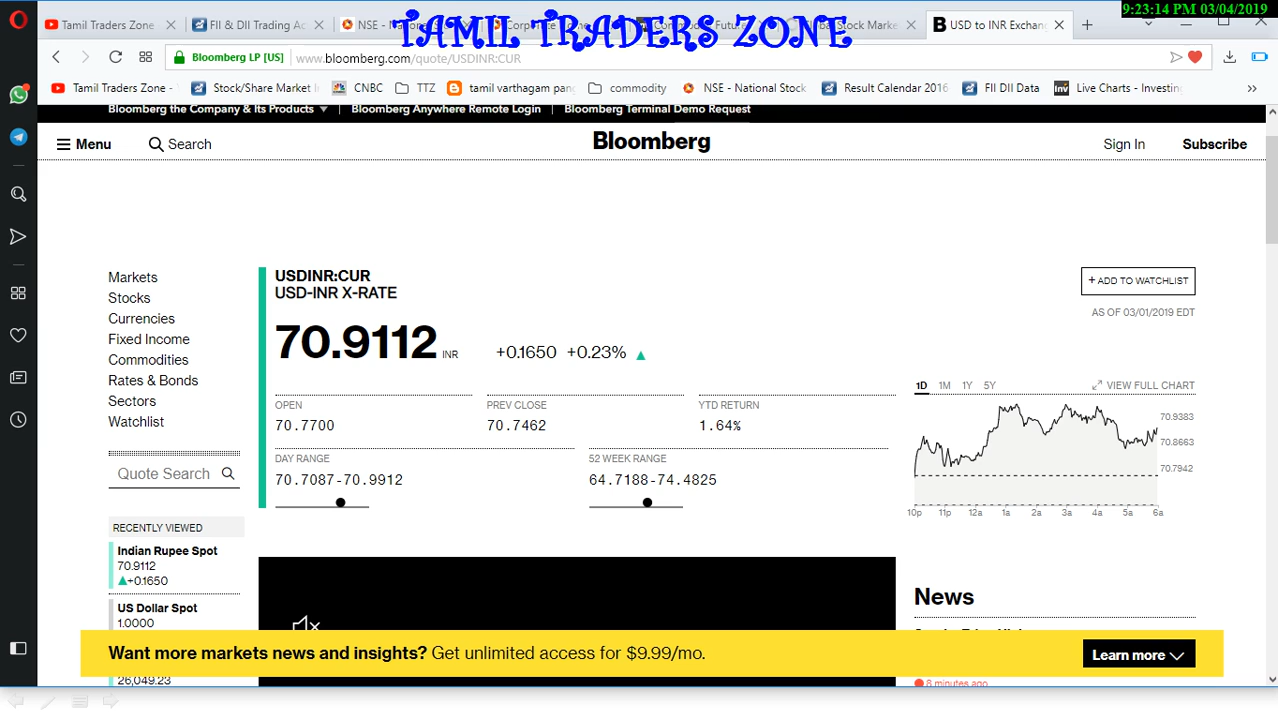 9:23:14 PM 03/04/2019
TAMIL TRADERS ZONE
Tamil Traders Zone
FII & DII Trading Ac
NSE - Nation
USD to INR Exchang
Bloomberg LP [US]
www.bloomberg.com/quote/USDINR:CUR
Tamil Traders Zone -
Stock/Share Market I
CNBC
TTZ
tamil varthagam pang
commodity
NSE - National Stock
Result Calendar 2016
FII DII Data
Live Charts - Investing
Bloomberg the Company & Its Products
Bloomberg Anywhere Remote Login
Bloomberg Terminal Demo Request
Menu
Search
Bloomberg
Sign In
Subscribe
Markets
Stocks
Currencies
Fixed Income
Commodities
Rates & Bonds
Sectors
Watchlist
Quote Search
RECENTLY VIEWED
Indian Rupee Spot
70.9112
+0.1650
US Dollar Spot
1.0000
26,049.23
USDINR:CUR
USD-INR X-RATE
70.9112 INR
+0.1650 +0.23%
OPEN
70.7700
PREV CLOSE
70.7462
YTD RETURN
1.64%
DAY RANGE
70.7087-70.9912
52 WEEK RANGE
64.7188-74.4825
+ ADD TO WATCHLIST
AS OF 03/01/2019 EDT
1D 1M 1Y 5Y
VIEW FULL CHART
70.9383
70.8663
70.7942
10p 11p 12a 1a 2a 3a 4a 5a 6a
News
Want more markets news and insights? Get unlimited access for $9.99/mo.
Learn more
8 minutes ago